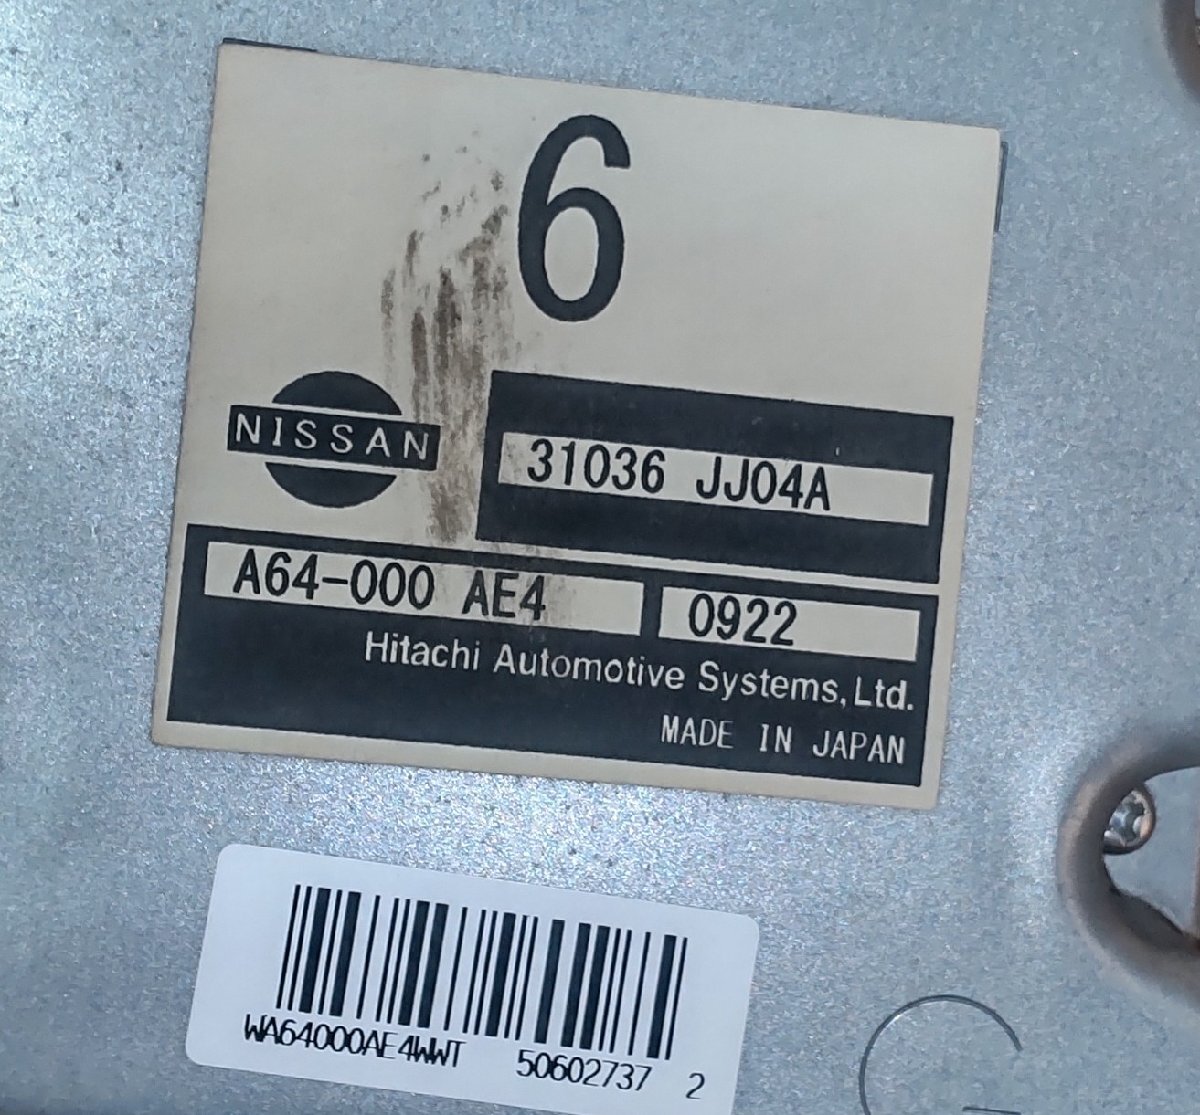 6
NISSAN
31036 JJ04A
A64-000 AE4 0922
Hitachi Automotive Systems, Ltd.
MADE IN JAPAN
WA64000AE4WWT 50602737 2